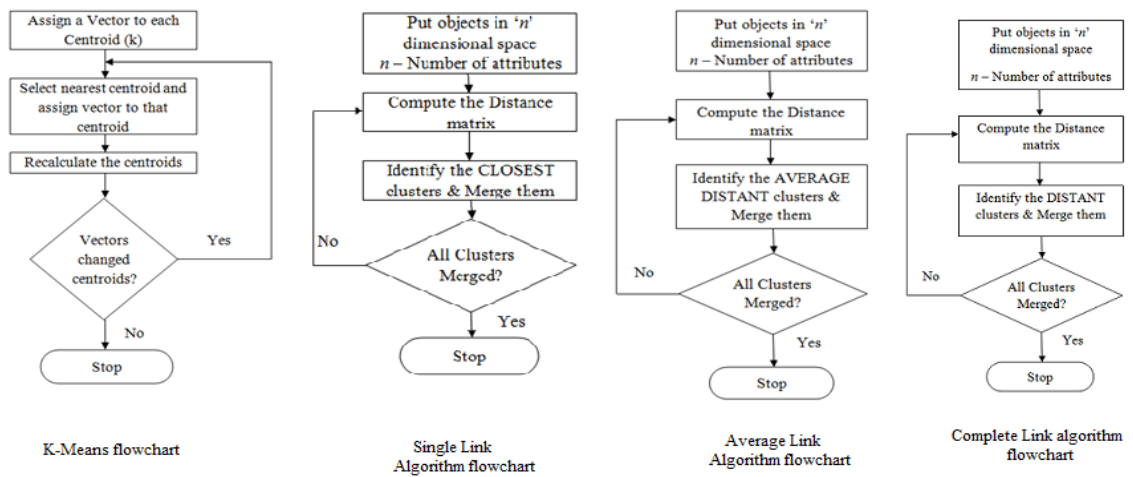 Assign a Vector to each
Centroid (k)
Select nearest centroid and
assign vector to that
centroid
Recalculate the centroids
Vectors
changed
centroids?
Yes
No
Stop
K-Means flowchart
Put objects in ‘n’
dimensional space
n – Number of attributes
Compute the Distance
matrix
Identify the CLOSEST
clusters & Merge them
No
All Clusters
Merged?
Yes
Stop
Single Link
Algorithm flowchart
Put objects in ‘n’
dimensional space
n – Number of attributes
Compute the Distance
matrix
Identify the AVERAGE
DISTANT clusters &
Merge them
No
All Clusters
Merged?
Yes
Stop
Average Link
Algorithm flowchart
Put objects in ‘n’
dimensional space
n – Number of attributes
Compute the Distance
matrix
Identify the DISTANT
clusters & Merge them
No
All Clusters
Merged?
Yes
Stop
Complete Link algorithm
flowchart